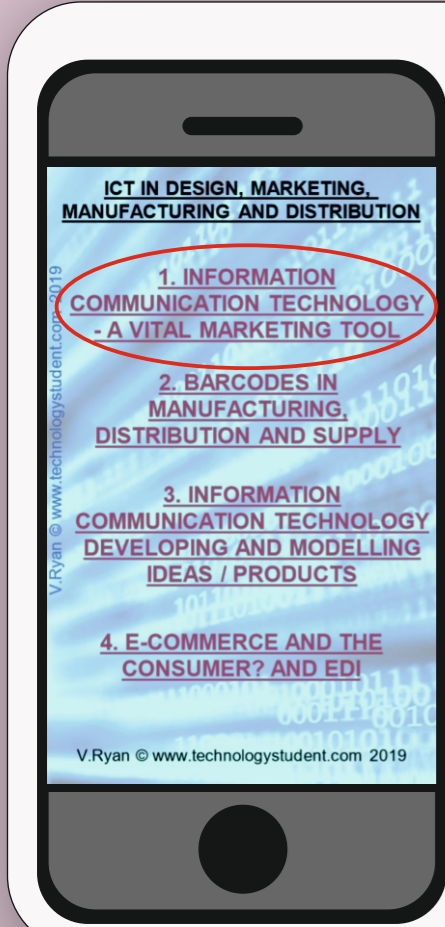 ICT IN DESIGN, MARKETING,
MANUFACTURING AND DISTRIBUTION
1. INFORMATION
COMMUNICATION TECHNOLOGY
- A VITAL MARKETING TOOL
2. BARCODES IN
MANUFACTURING,
DISTRIBUTION AND SUPPLY
3. INFORMATION
COMMUNICATION TECHNOLOGY
DEVELOPING AND MODELLING
IDEAS / PRODUCTS
4. E-COMMERCE AND THE
CONSUMER? AND EDI
V.Ryan © www.technologystudent.com 2019
V.Ryan © www.technologystudent.com 2019